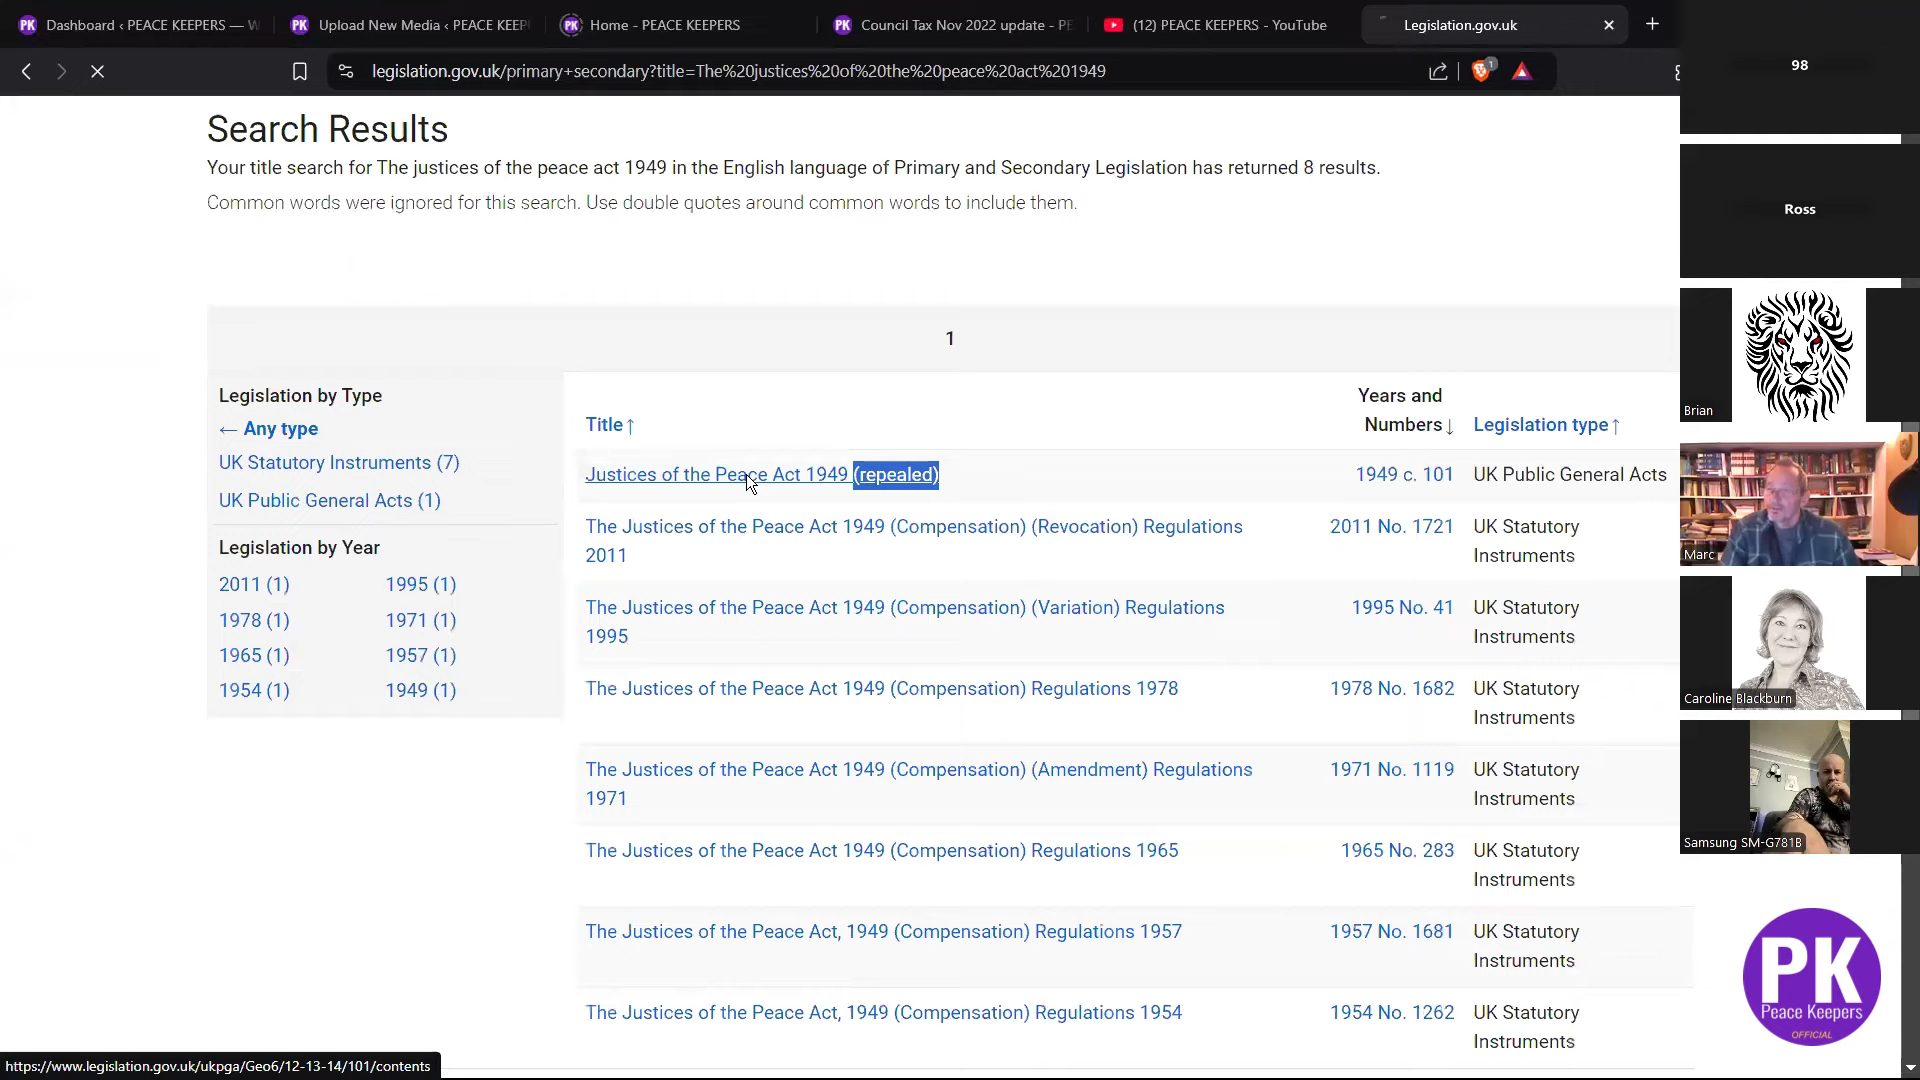 Dashboard ‹ PEACE KEEPERS — W
Upload New Media ‹ PEACE KEEP
Home - PEACE KEEPERS
Council Tax Nov 2022 update - PE
(12) PEACE KEEPERS - YouTube
Legislation.gov.uk
legislation.gov.uk/primary+secondary?title=The%20justices%20of%20the%20peace%20act%201949
1
98
Search Results
Your title search for The justices of the peace act 1949 in the English language of Primary and Secondary Legislation has returned 8 results.
Common words were ignored for this search. Use double quotes around common words to include them.
Ross
1
Legislation by Type
← Any type
UK Statutory Instruments (7)
UK Public General Acts (1)
Legislation by Year
2011 (1) 1995 (1)
1978 (1) 1971 (1)
1965 (1) 1957 (1)
1954 (1) 1949 (1)
Years and
Title↑ Numbers↓ Legislation type↑
Justices of the Peace Act 1949 (repealed) 1949 c. 101 UK Public General Acts
The Justices of the Peace Act 1949 (Compensation) (Revocation) Regulations 2011 No. 1721 UK Statutory
2011 Instruments
The Justices of the Peace Act 1949 (Compensation) (Variation) Regulations 1995 No. 41 UK Statutory
1995 Instruments
The Justices of the Peace Act 1949 (Compensation) Regulations 1978 1978 No. 1682 UK Statutory
Instruments
The Justices of the Peace Act 1949 (Compensation) (Amendment) Regulations 1971 No. 1119 UK Statutory
1971 Instruments
The Justices of the Peace Act 1949 (Compensation) Regulations 1965 1965 No. 283 UK Statutory
Instruments
The Justices of the Peace Act, 1949 (Compensation) Regulations 1957 1957 No. 1681 UK Statutory
Instruments
The Justices of the Peace Act, 1949 (Compensation) Regulations 1954 1954 No. 1262 UK Statutory
Instruments
Brian
Marc
Caroline Blackburn
Samsung SM-G781B
PK
Peace Keepers
OFFICIAL
https://www.legislation.gov.uk/ukpga/Geo6/12-13-14/101/contents